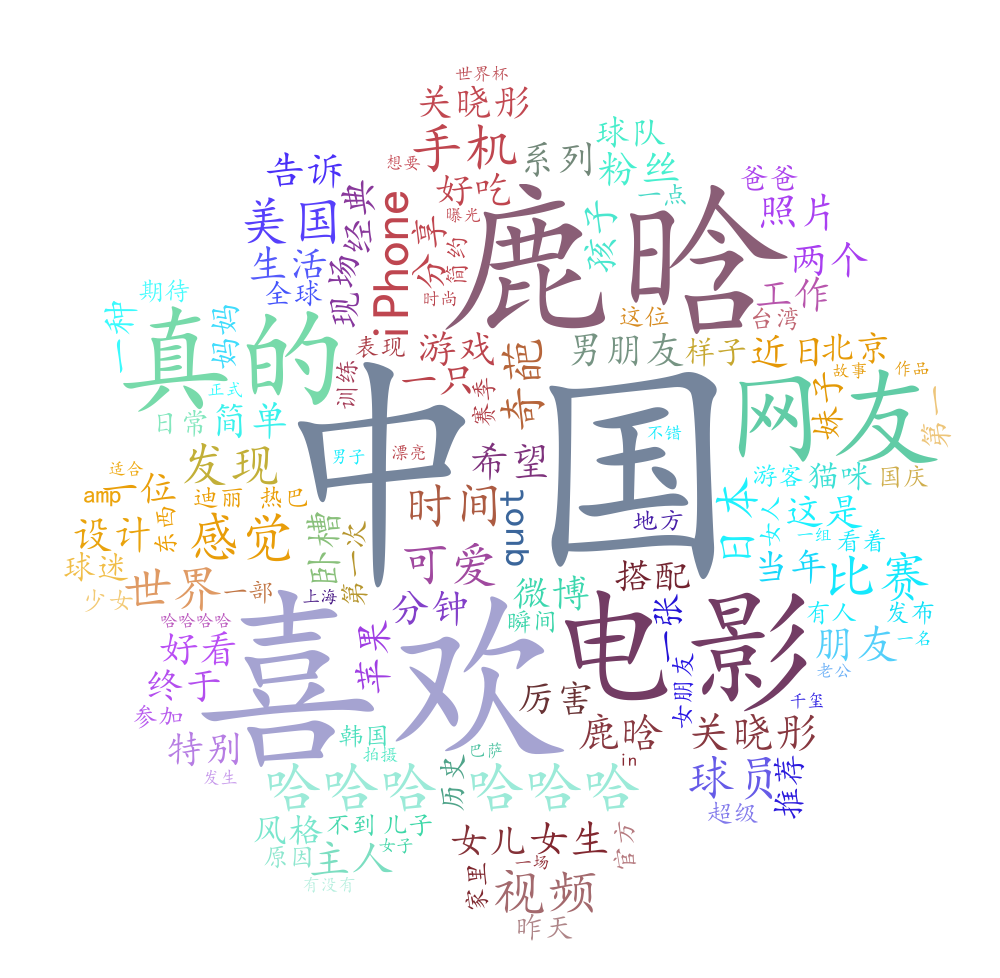 世界杯
关晓彤
手机
想要
系列
球队
粉丝
一点
爸爸
照片
告诉
美国
生活
全球
现场
经典
iPhone
好吃
曝光
分享
简约
时尚
鹿晗
孩子
两个
工作
台湾
这位
期待
一种
真的
妈妈
正式
日常
简单
表现
游戏
一只
训练
赛季
奇葩
男朋友
样子
近日
北京
故事
作品
网友
妹子
第一
中国
男子
漂亮
希望
不错
地方
发现
适合
amp
一位
迪丽 热巴
设计
东西
感觉
卧槽
第一次
时间
quot
日本
游客
猫咪
国庆
女人
这是
一组
看着
球迷
少女
世界
一部
上海
可爱
分钟
微博
瞬间
搭配
当年
比赛
有人
发布
哈哈哈哈
好看
终于
参加
特别
发生
苹果
喜欢
电影
一张
女朋友
朋友
一名
老公
千玺
厉害
鹿晗
in
关晓彤
韩国
拍摄
巴萨
历史
哈哈哈 哈哈哈
球员
推荐
超级
风格
不到
儿子
原因
主人
女子
有没有
女儿
女生
官方
一场
家里
视频
昨天